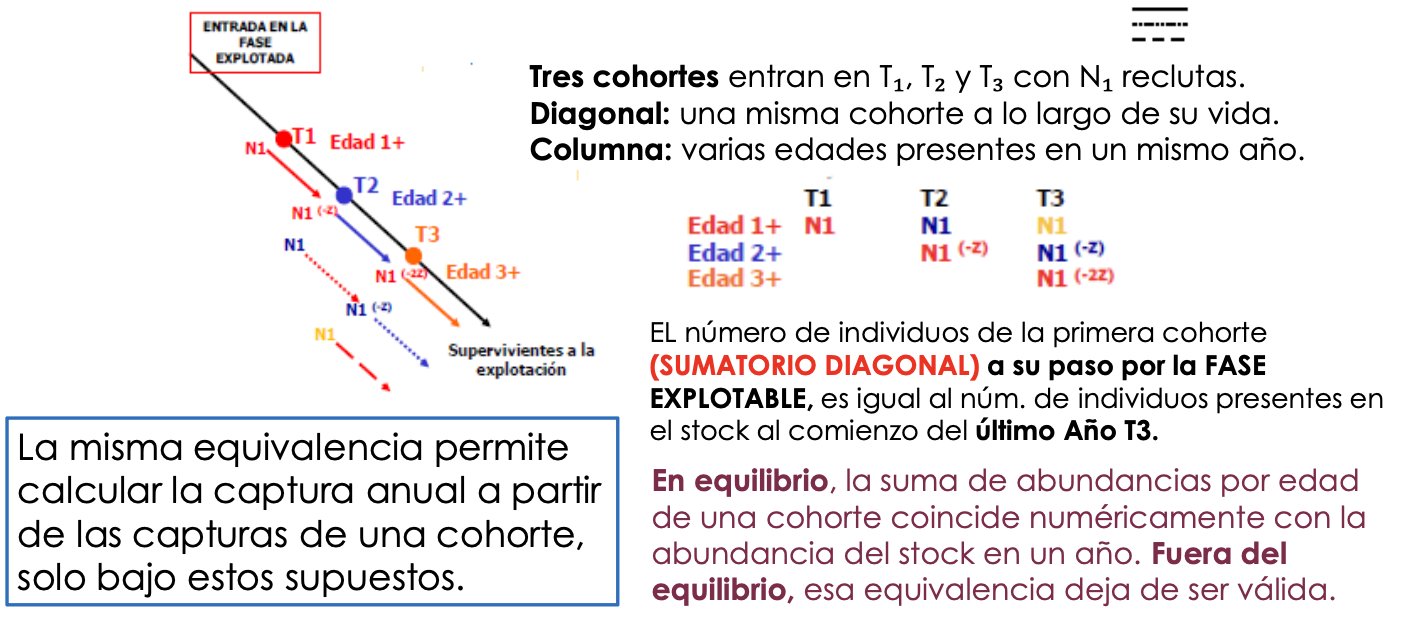 ENTRADA EN LA
FASE
EXPLOTADA
T1 Edad 1+
N1
T2
Edad 2+
N1 (-Z)
N1
T3
Edad 3+
N1 (-2Z)
N1 (-Z)
N1
Supervivientes a la
explotación
Tres cohortes entran en T₁, T₂ y T₃ con N₁ reclutas.
Diagonal: una misma cohorte a lo largo de su vida.
Columna: varias edades presentes en un mismo año.
T1 T2 T3
Edad 1+ N1 N1 N1
Edad 2+ N1 (-Z) N1 (-Z)
Edad 3+ N1 (-2Z)
EL número de individuos de la primera cohorte
(SUMATORIO DIAGONAL) a su paso por la FASE
EXPLOTABLE, es igual al núm. de individuos presentes en
el stock al comienzo del último Año T3.
La misma equivalencia permite
calcular la captura anual a partir
de las capturas de una cohorte,
solo bajo estos supuestos.
En equilibrio, la suma de abundancias por edad
de una cohorte coincide numéricamente con la
abundancia del stock en un año. Fuera del
equilibrio, esa equivalencia deja de ser válida.